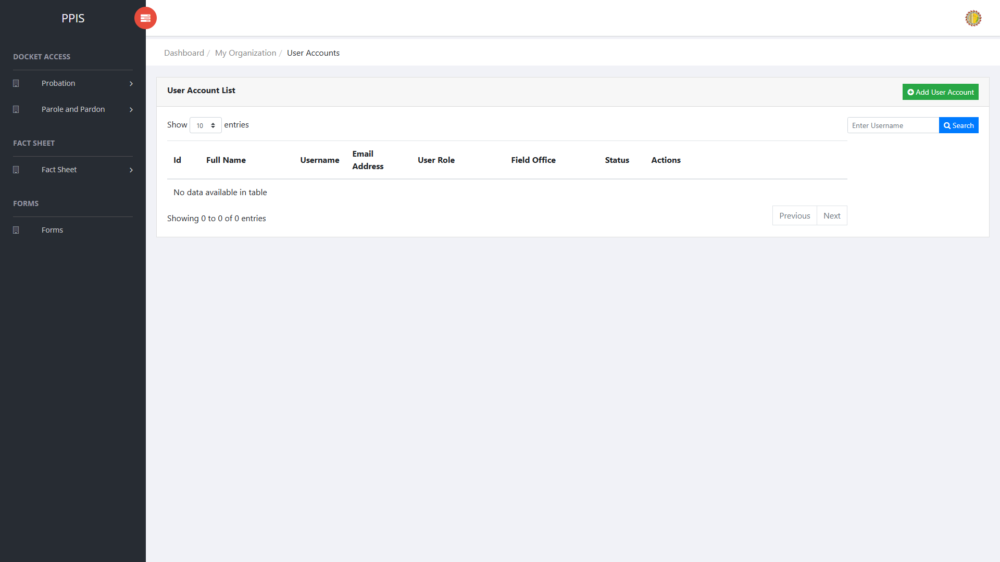 PPIS
DOCKET ACCESS
Probation
Parole and Pardon
FACT SHEET
Fact Sheet
FORMS
Forms
Dashboard / My Organization / User Accounts
User Account List
Add User Account
Show 10 entries
Enter Username
Search
Id Full Name Username Email Address User Role Field Office Status Actions
No data available in table
Showing 0 to 0 of 0 entries
Previous Next